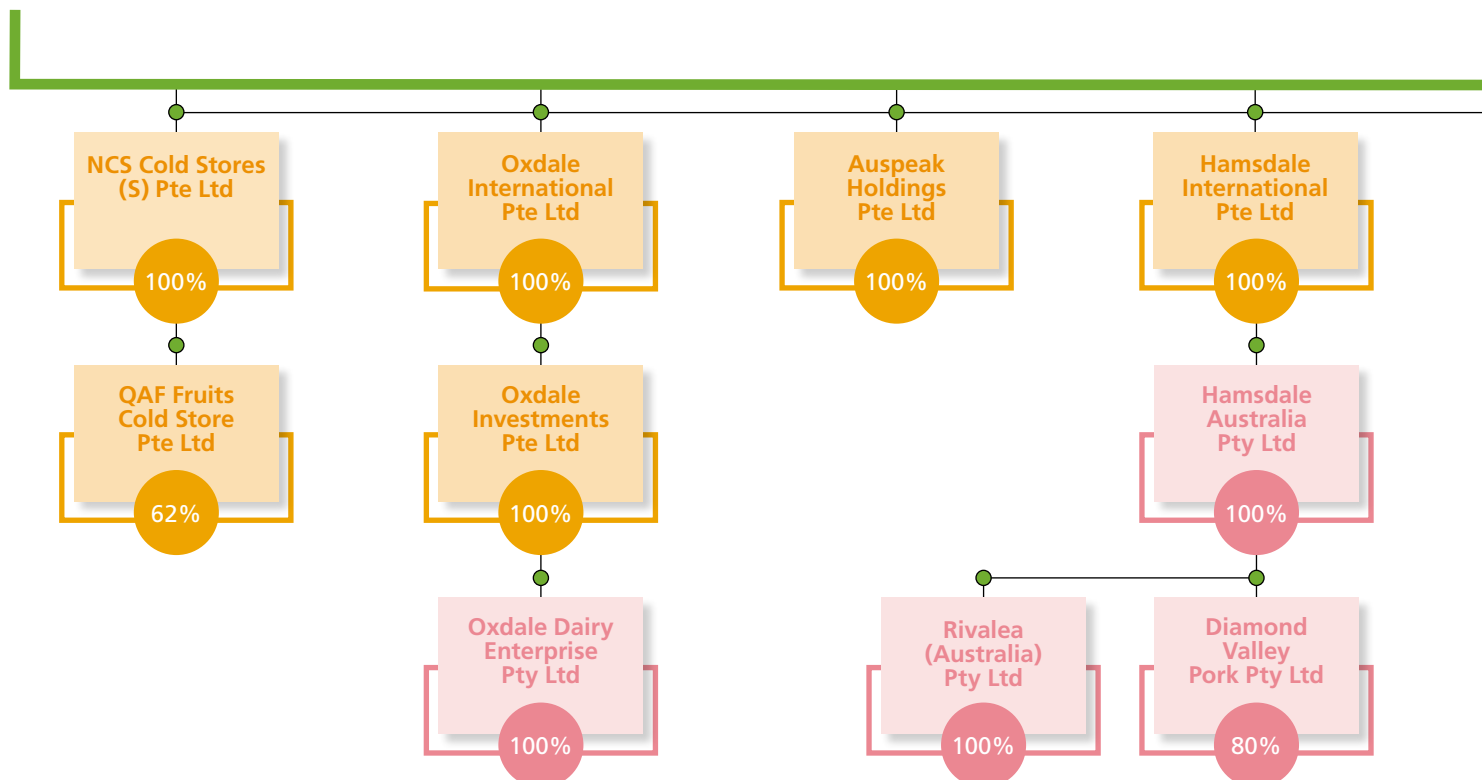 NCS Cold Stores
(S) Pte Ltd
100%
Oxdale
International
Pte Ltd
100%
Auspeak
Holdings
Pte Ltd
100%
Hamsdale
International
Pte Ltd
100%
QAF Fruits
Cold Store
Pte Ltd
62%
Oxdale
Investments
Pte Ltd
100%
Hamsdale
Australia
Pty Ltd
100%
Oxdale Dairy
Enterprise
Pty Ltd
100%
Rivalea
(Australia)
Pty Ltd
100%
Diamond
Valley
Pork Pty Ltd
80%